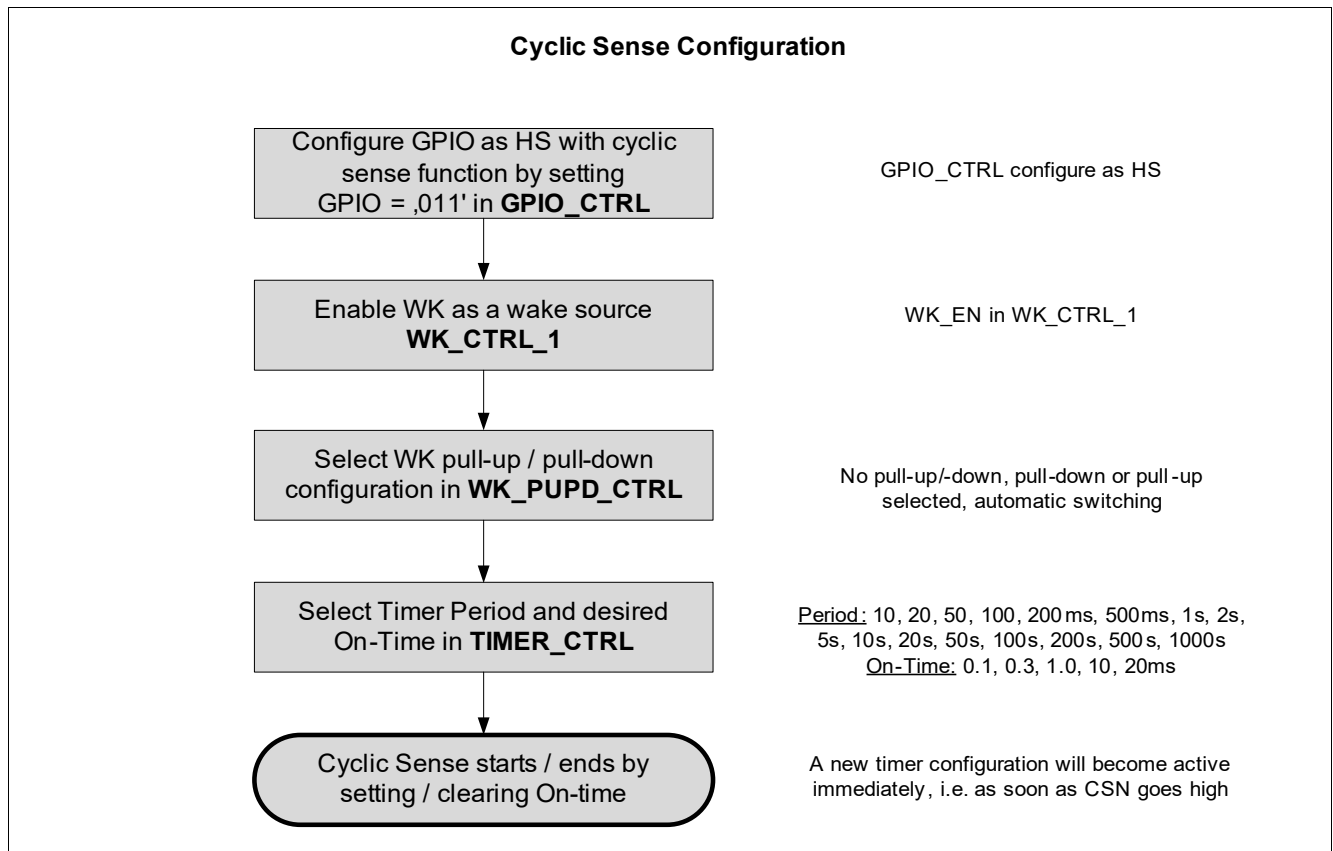 Cyclic Sense Configuration
Configure GPIO as HS with cyclic
sense function by setting
GPIO = ‚011' in GPIO_CTRL
GPIO_CTRL configure as HS
Enable WK as a wake source
WK_CTRL_1
WK_EN in WK_CTRL_1
Select WK pull-up / pull-down
configuration in WK_PUPD_CTRL
No pull-up/-down, pull-down or pull-up
selected, automatic switching
Select Timer Period and desired
On-Time in TIMER_CTRL
Period: 10, 20, 50, 100, 200ms, 500ms, 1s, 2s,
5s, 10s, 20s, 50s, 100s, 200s, 500s, 1000s
On-Time: 0.1, 0.3, 1.0, 10, 20ms
Cyclic Sense starts / ends by
setting / clearing On-time
A new timer configuration will become active
immediately, i.e. as soon as CSN goes high